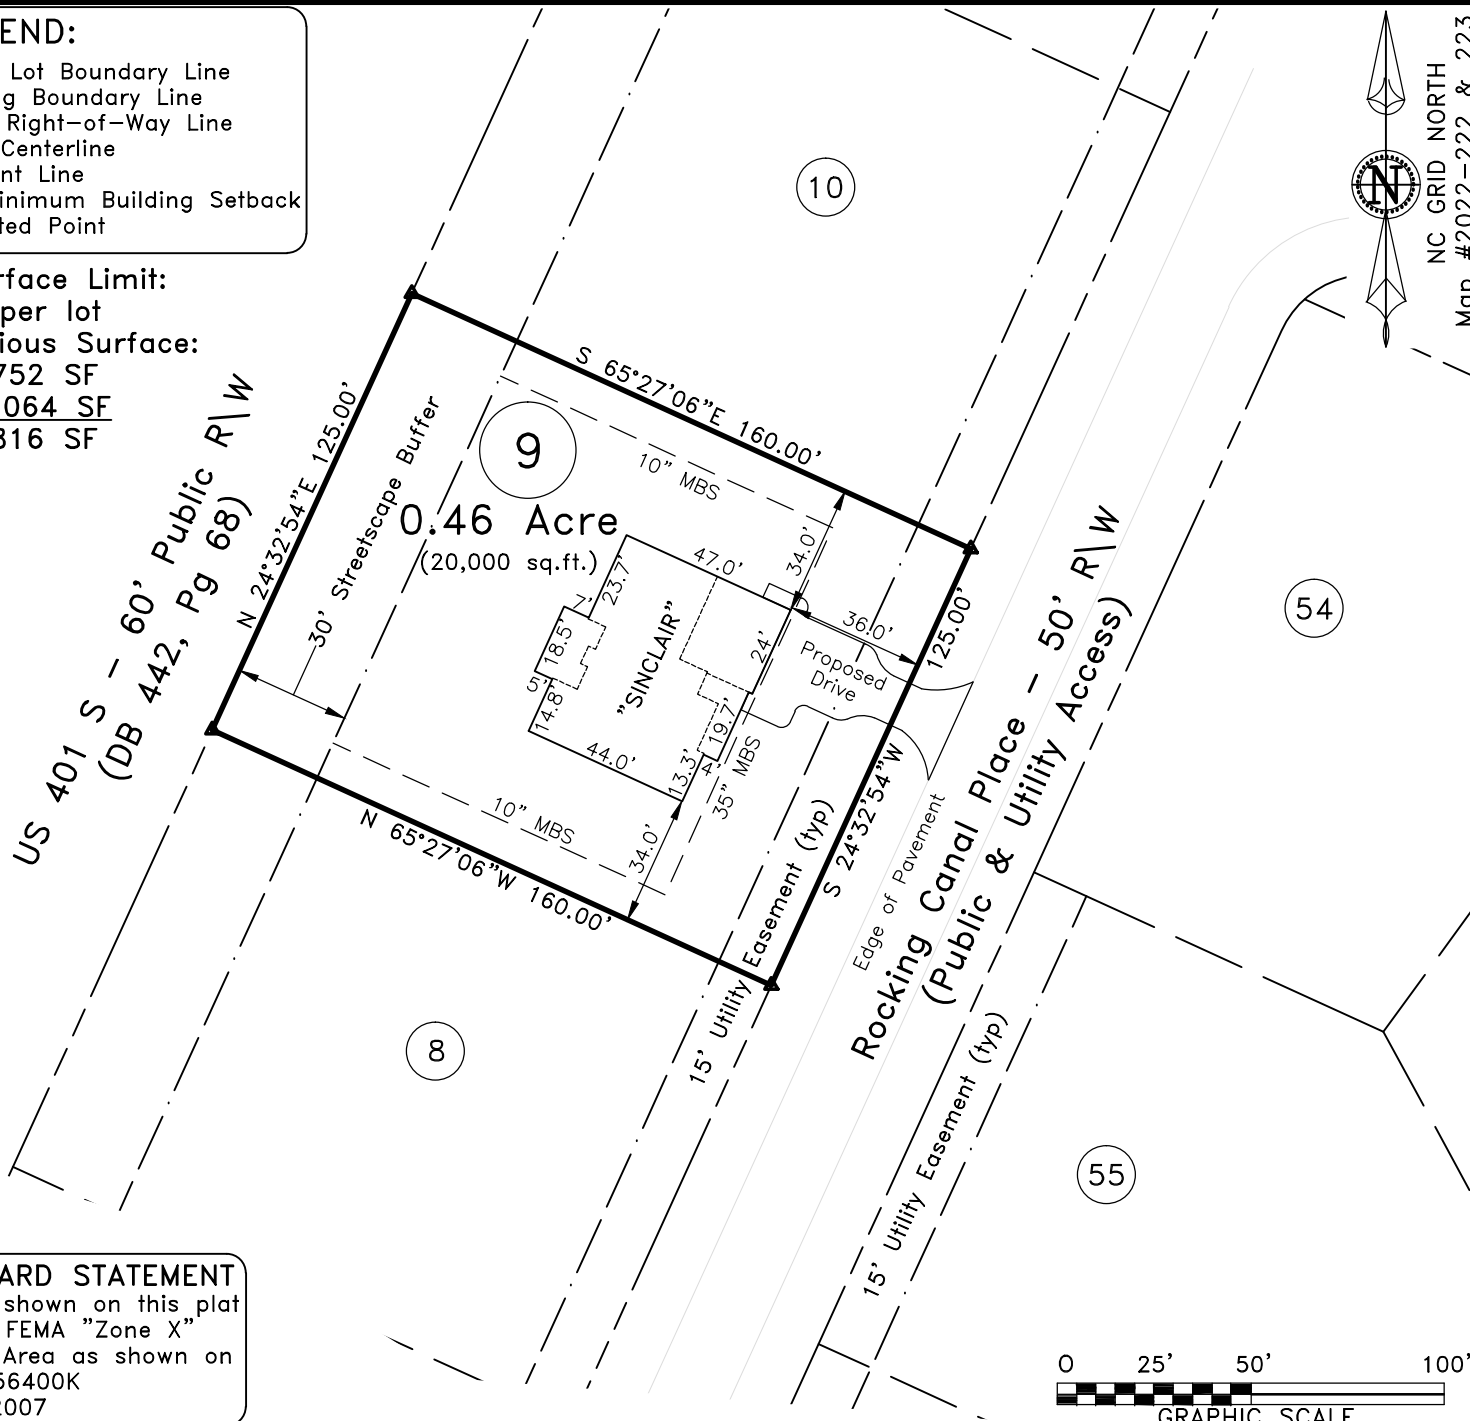 END:
Lot Boundary Line
g Boundary Line
Right-of-Way Line
Centerline
nt Line
inimum Building Setback
ted Point
rface Limit:
per lot
ious Surface:
752 SF
064 SF
816 SF
NC GRID NORTH
Map #2022-222 & 223
N
10
S 65°27'06"E 160.00'
N 24°32'54"E 125.00'
US 401 S - 60' Public R\W
(DB 442, Pg 68)
30' Streetscape Buffer
9
0.46 Acre
(20,000 sq.ft.)
10" MBS
34.0'
47.0'
23.7'
7'
18.5'
5'
14.8'
44.0'
"SINCLAIR"
24'
19.7'
4'
13.3'
36.0'
Proposed
Drive
35" MBS
10" MBS
34.0'
125.00'
S 24°32'54"W
N 65°27'06"W 160.00'
15' Utility Easement (typ)
Edge of Pavement
Rocking Canal Place - 50' R\W
(Public & Utility Access)
54
8
55
15' Utility Easement (typ)
ARD STATEMENT
shown on this plat
FEMA "Zone X"
Area as shown on
56400K
2007
0 25' 50' 100'
GRAPHIC SCALE